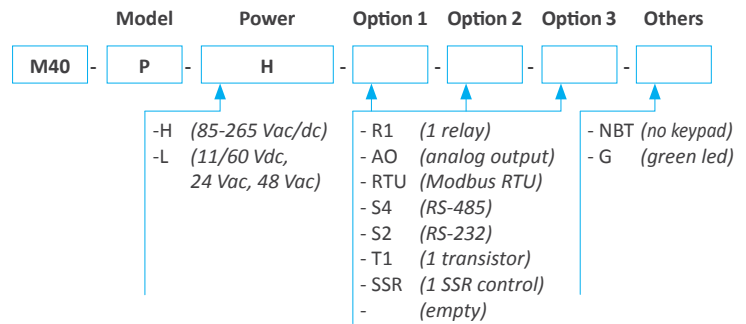 Model Power Option 1 Option 2 Option 3 Others
M40 - P - H - - - -
-H (85-265 Vac/dc)
-L (11/60 Vdc,
24 Vac, 48 Vac)
- R1 (1 relay)
- AO (analog output)
- RTU (Modbus RTU)
- S4 (RS-485)
- S2 (RS-232)
- T1 (1 transistor)
- SSR (1 SSR control)
- (empty)
- NBT (no keypad)
- G (green led)